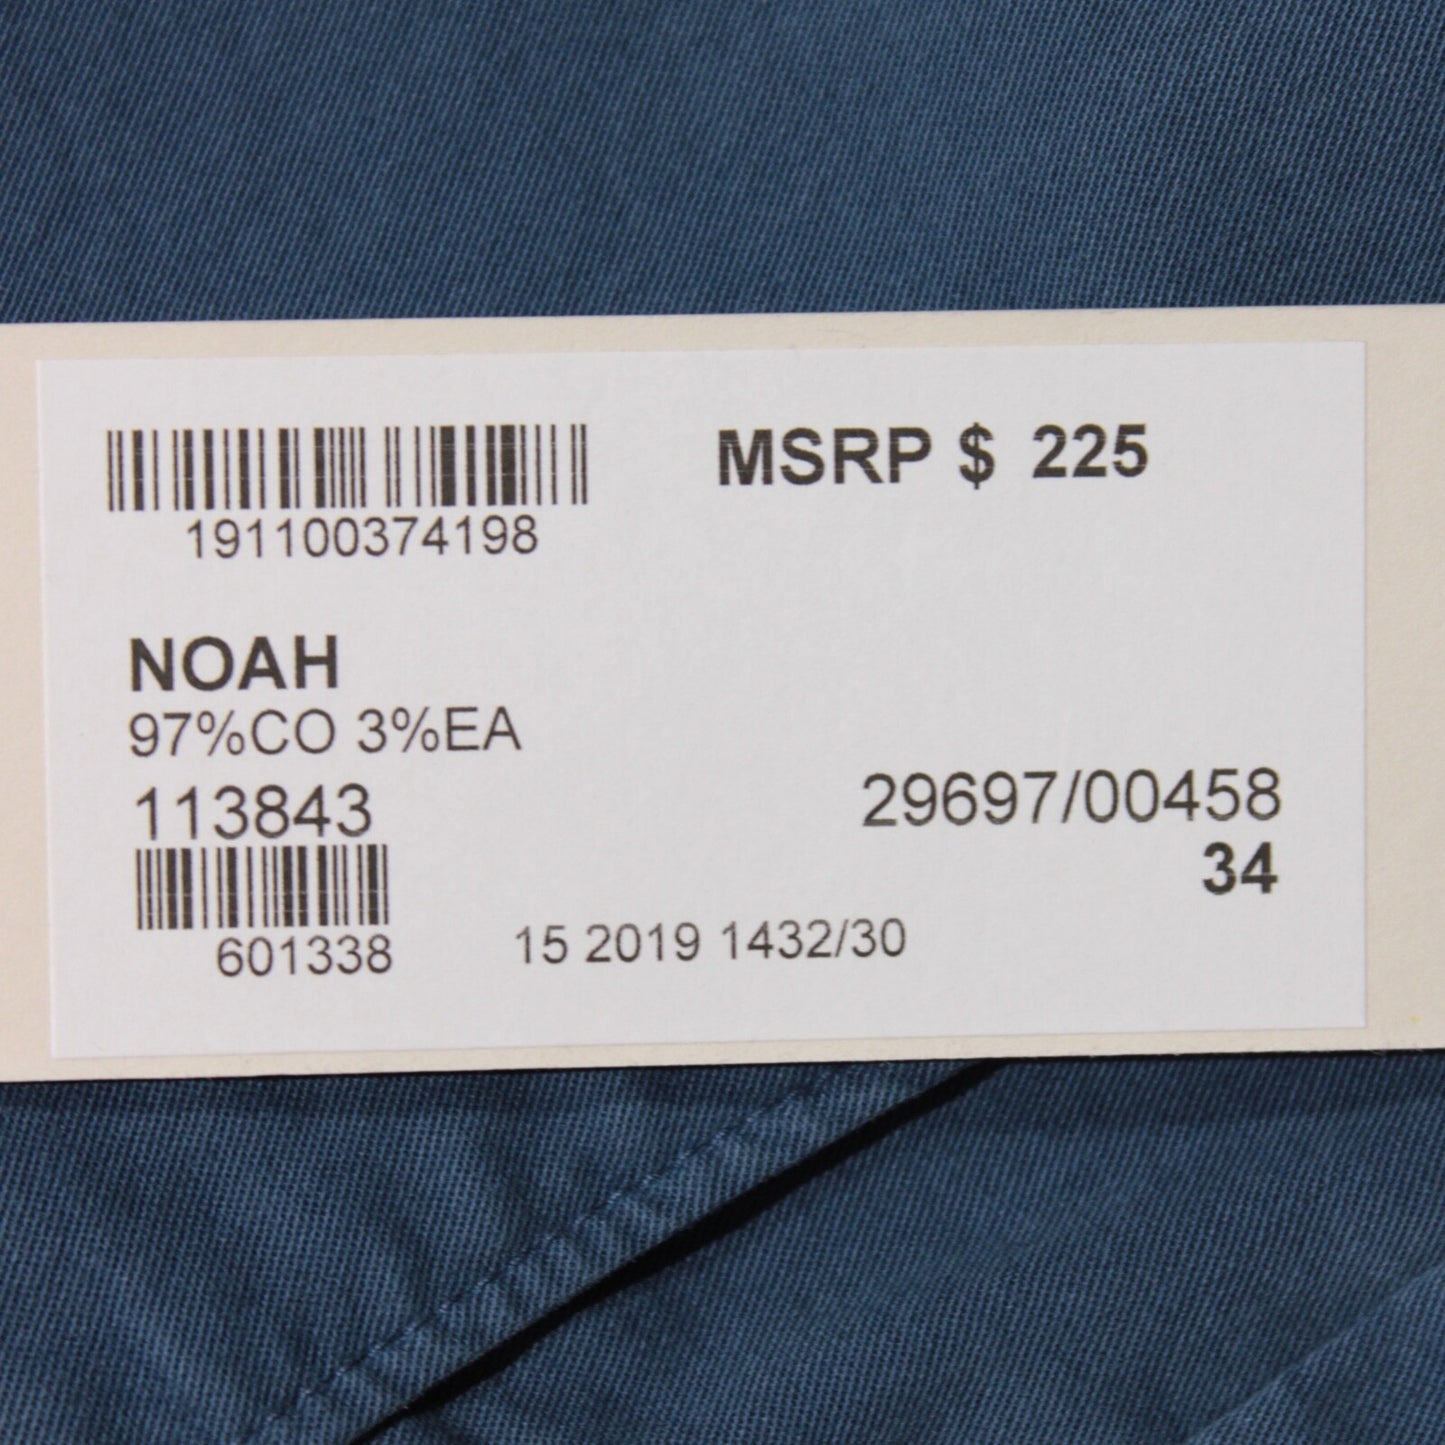 MSRP $ 225
191100374198
NOAH
97%CO 3%EA
113843
29697/00458
34
601338
15 2019 1432/30